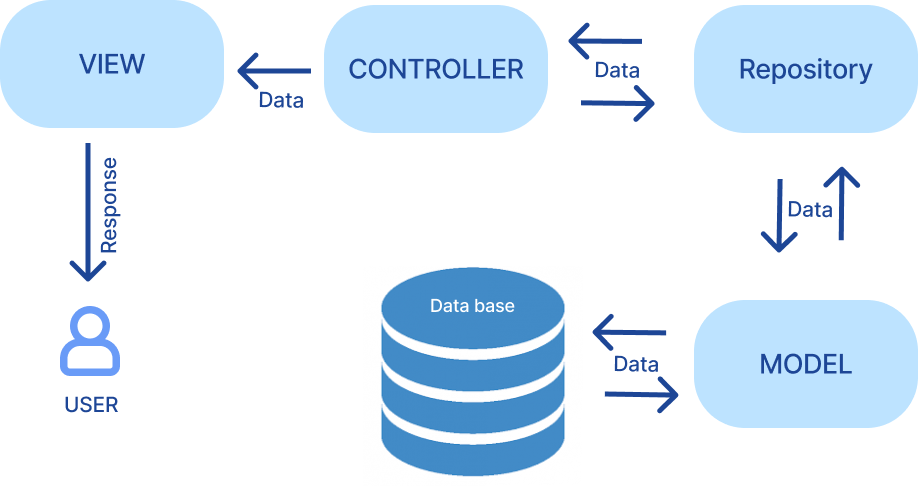 VIEW
CONTROLLER
Repository
Data
Data
Response
Data
Data base
Data
MODEL
USER